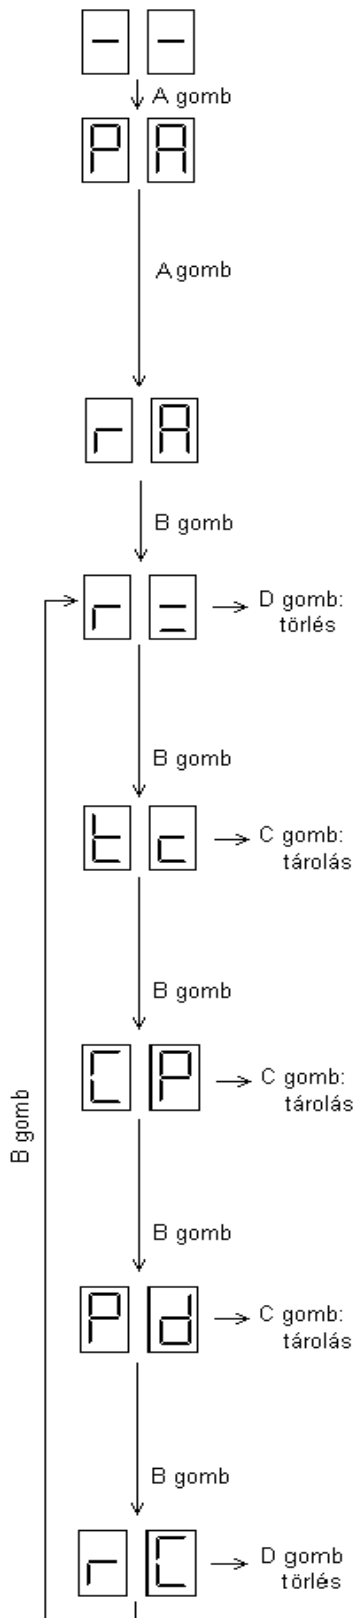 - -
A gomb
P A
A gomb
r A
B gomb
r = D gomb:
törlés
B gomb
t c C gomb:
tárolás
B gomb
C P C gomb:
tárolás
B gomb
B gomb
P d C gomb:
tárolás
B gomb
r C D gomb
törlés